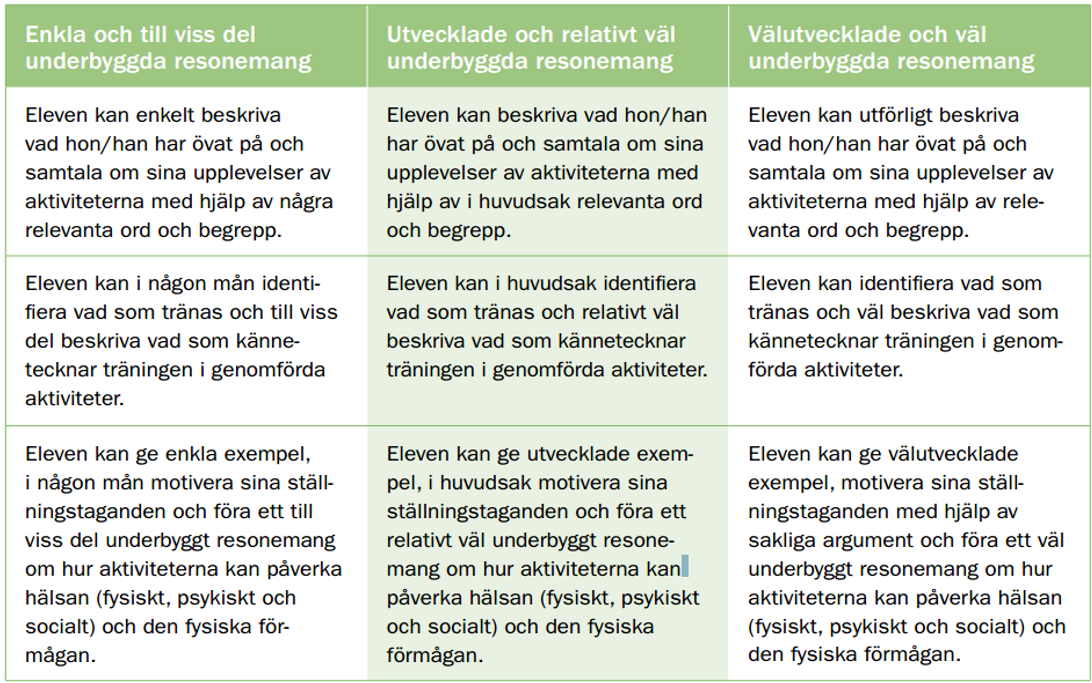 Enkla och till viss del
underbyggda resonemang
Utvecklade och relativt väl
underbyggda resonemang
Välutvecklade och väl
underbyggda resonemang
Eleven kan enkelt beskriva
vad hon/han har övat på och
samtala om sina upplevelser av
aktiviteterna med hjälp av några
relevanta ord och begrepp.
Eleven kan beskriva vad hon/han
har övat på och samtala om sina
upplevelser av aktiviteterna med
hjälp av i huvudsak relevanta ord
och begrepp.
Eleven kan utförligt beskriva
vad hon/han har övat på och
samtala om sina upplevelser av
aktiviteterna med hjälp av rele-
vanta ord och begrepp.
Eleven kan i någon mån identi-
fiera vad som tränas och till viss
del beskriva vad som känne-
tecknar träningen i genomförda
aktiviteter.
Eleven kan i huvudsak identifiera
vad som tränas och relativt väl
beskriva vad som kännetecknar
träningen i genomförda aktiviteter.
Eleven kan identifiera vad som
tränas och väl beskriva vad som
kännetecknar träningen i genom-
förda aktiviteter.
Eleven kan ge enkla exempel,
i någon mån motivera sina ställ-
ningstaganden och föra ett till
viss del underbyggt resonemang
om hur aktiviteterna kan påverka
hälsan (fysiskt, psykiskt och
socialt) och den fysiska för-
mågan.
Eleven kan ge utvecklade exem-
pel, i huvudsak motivera sina
ställningstaganden och föra ett
relativt väl underbyggt resone-
mang om hur aktiviteterna kan
påverka hälsan (fysiskt, psykiskt
och socialt) och den fysiska
förmågan.
Eleven kan ge välutvecklade
exempel, motivera sina ställ-
ningstaganden med hjälp av
sakliga argument och föra ett väl
underbyggt resonemang om hur
aktiviteterna kan påverka hälsan
(fysiskt, psykiskt och socialt) och
den fysiska förmågan.